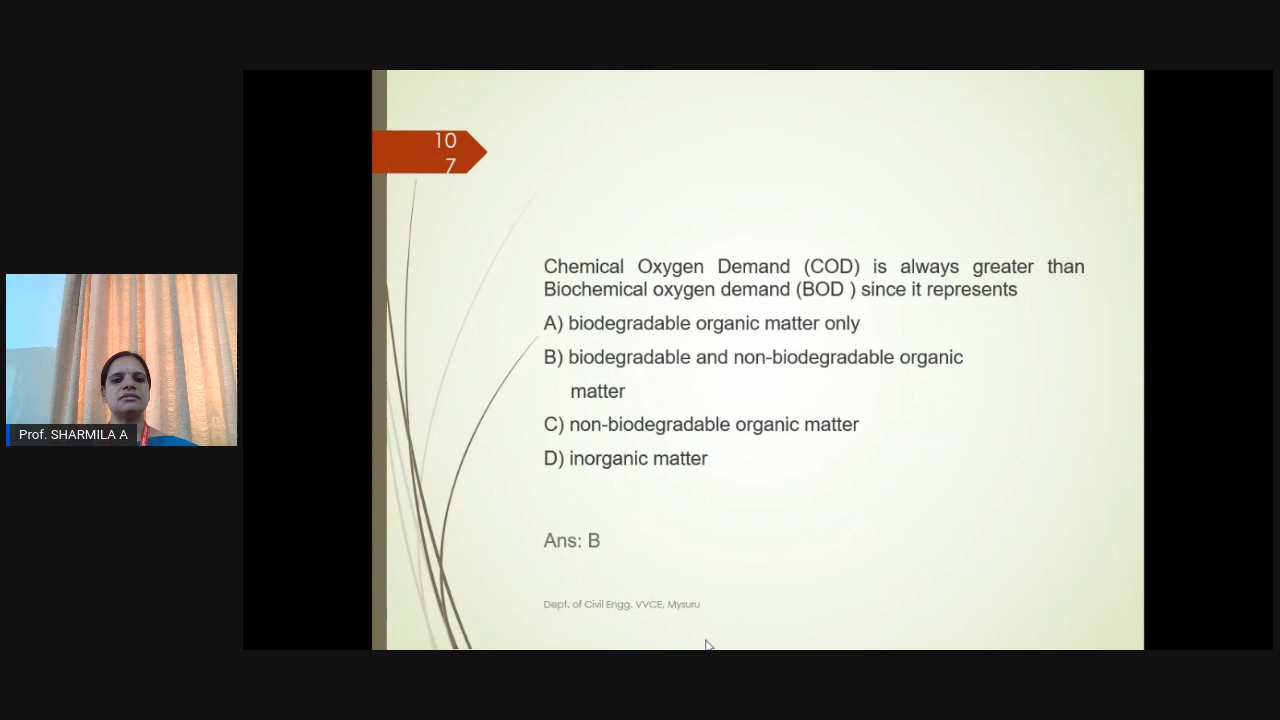 10
7
Chemical Oxygen Demand (COD) is always greater than
Biochemical oxygen demand (BOD ) since it represents
A) biodegradable organic matter only
B) biodegradable and non-biodegradable organic
matter
C) non-biodegradable organic matter
D) inorganic matter
Ans: B
Dept. of Civil Engg. VVCE, Mysuru
Prof. SHARMILA A